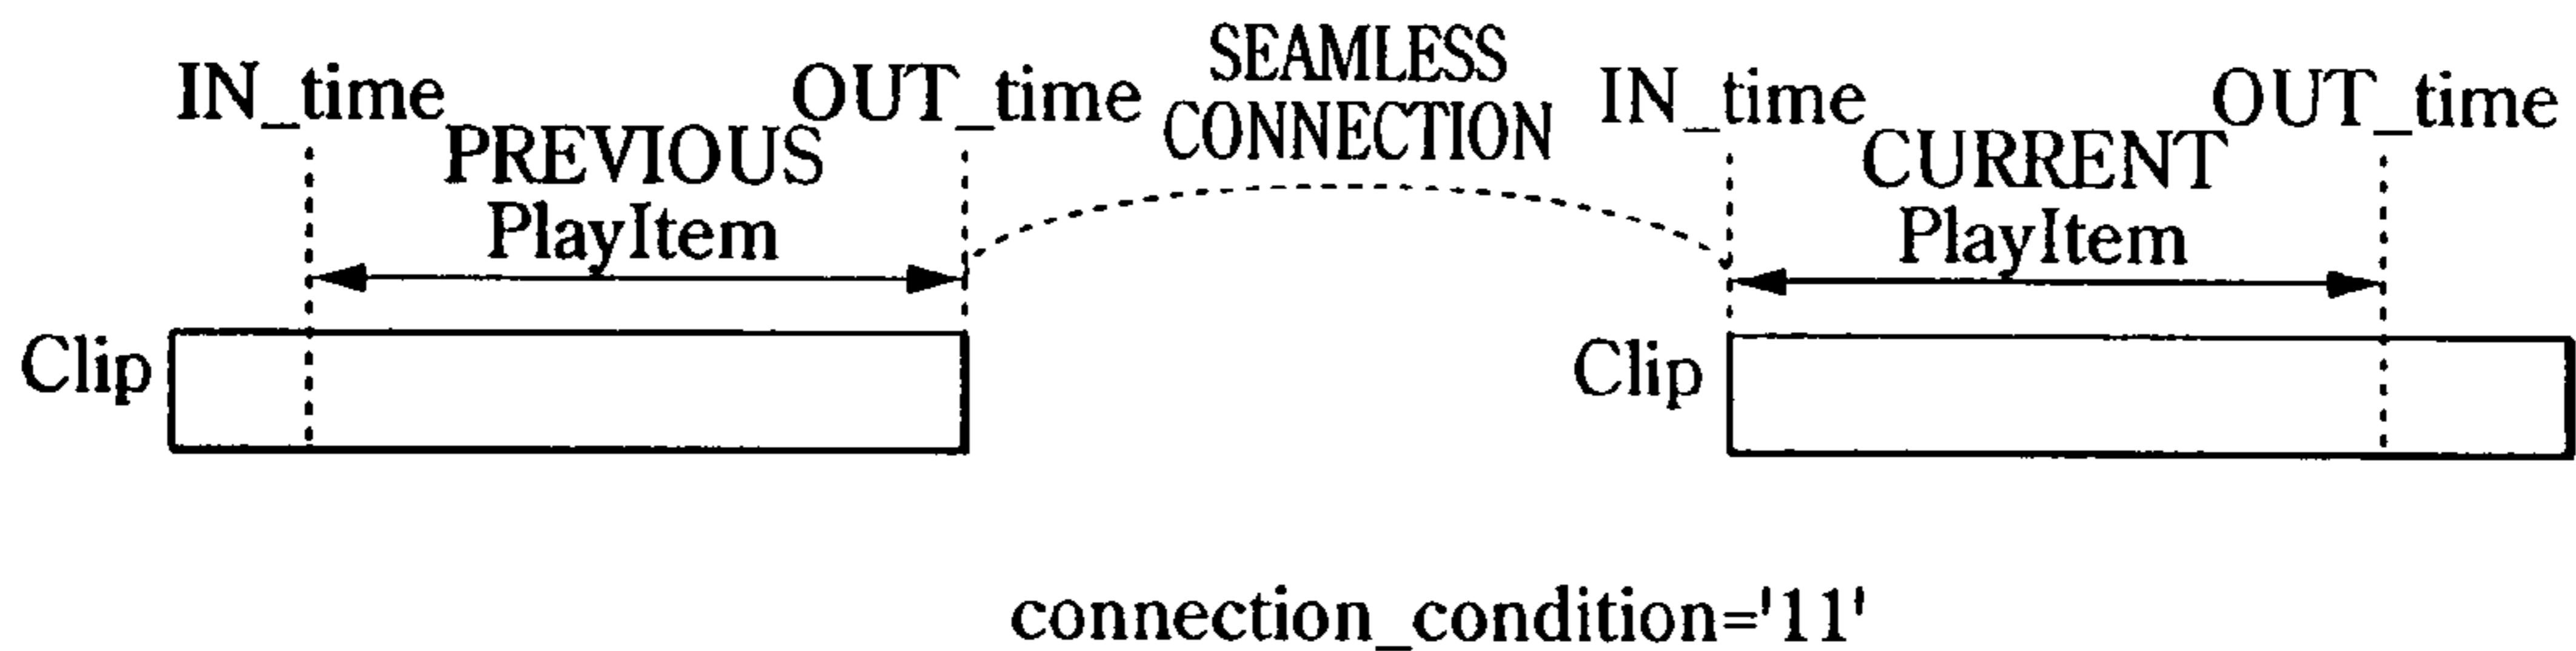 IN_time
PREVIOUS
PlayItem
OUT_time
SEAMLESS
CONNECTION
IN_time
CURRENT
PlayItem
OUT_time
Clip
Clip
connection_condition='11'